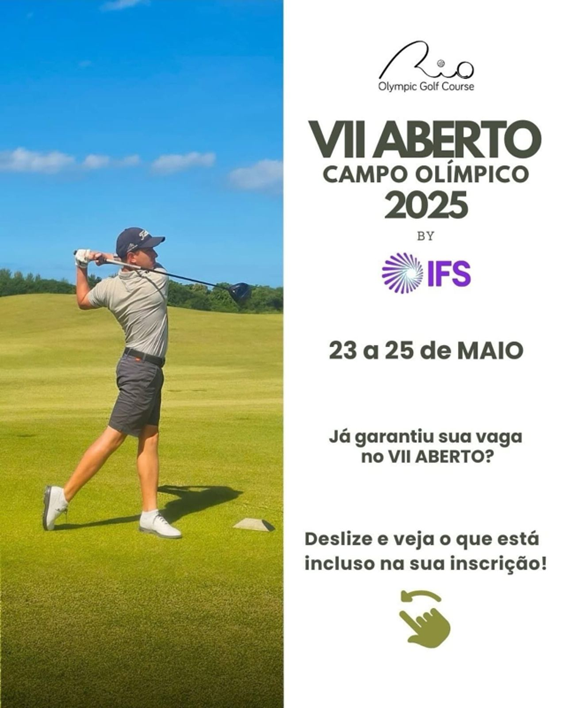 Rio
Olympic Golf Course
VII ABERTO
CAMPO OLÍMPICO
2025
BY
IFS
23 a 25 de MAIO
Já garantiu sua vaga
no VII ABERTO?
Deslize e veja o que está
incluso na sua inscrição!